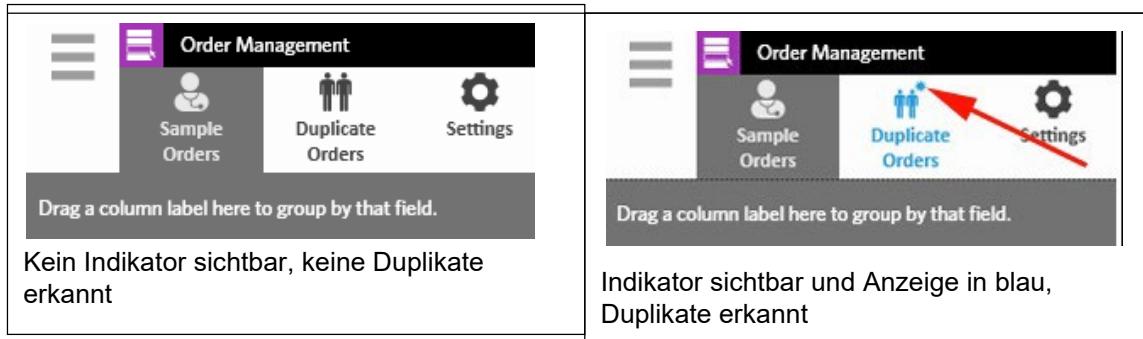 Order Management
Sample
Orders
Duplicate
Orders
Settings
Drag a column label here to group by that field.
Kein Indikator sichtbar, keine Duplikate
erkannt
Order Management
Sample
Orders
Duplicate
Orders
Settings
Drag a column label here to group by that field.
Indikator sichtbar und Anzeige in blau,
Duplikate erkannt